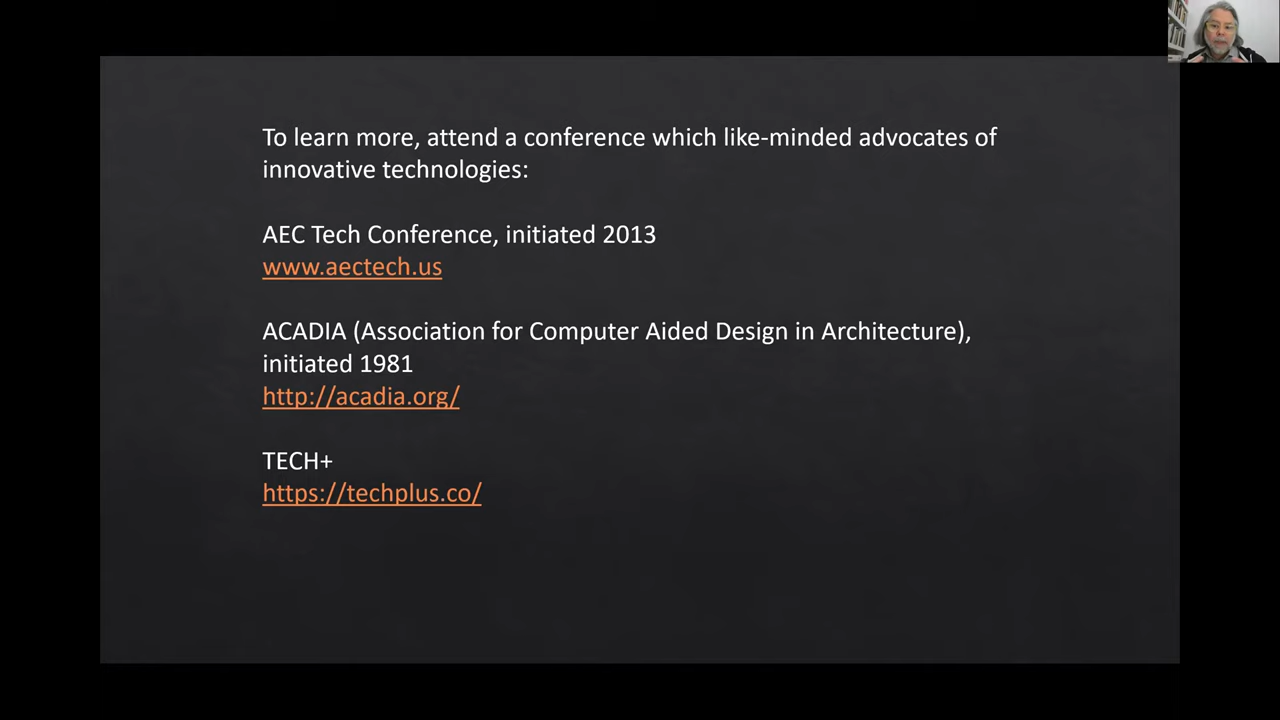 To learn more, attend a conference which like-minded advocates of
innovative technologies:
AEC Tech Conference, initiated 2013
www.aectech.us
ACADIA (Association for Computer Aided Design in Architecture),
initiated 1981
http://acadia.org/
TECH+
https://techplus.co/